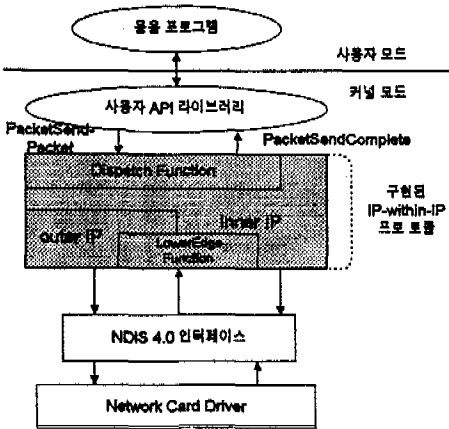 응용 프로그램
사용자 모드
커널 모드
사용자 API 라이브러리
PacketSend-
Packet
PacketSendComplete
Dispatch Function
구현된
IP-within-IP
프로토콜
outer IP
inner IP
LowerEdge
Function
NDIS 4.0 인터페이스
Network Card Driver